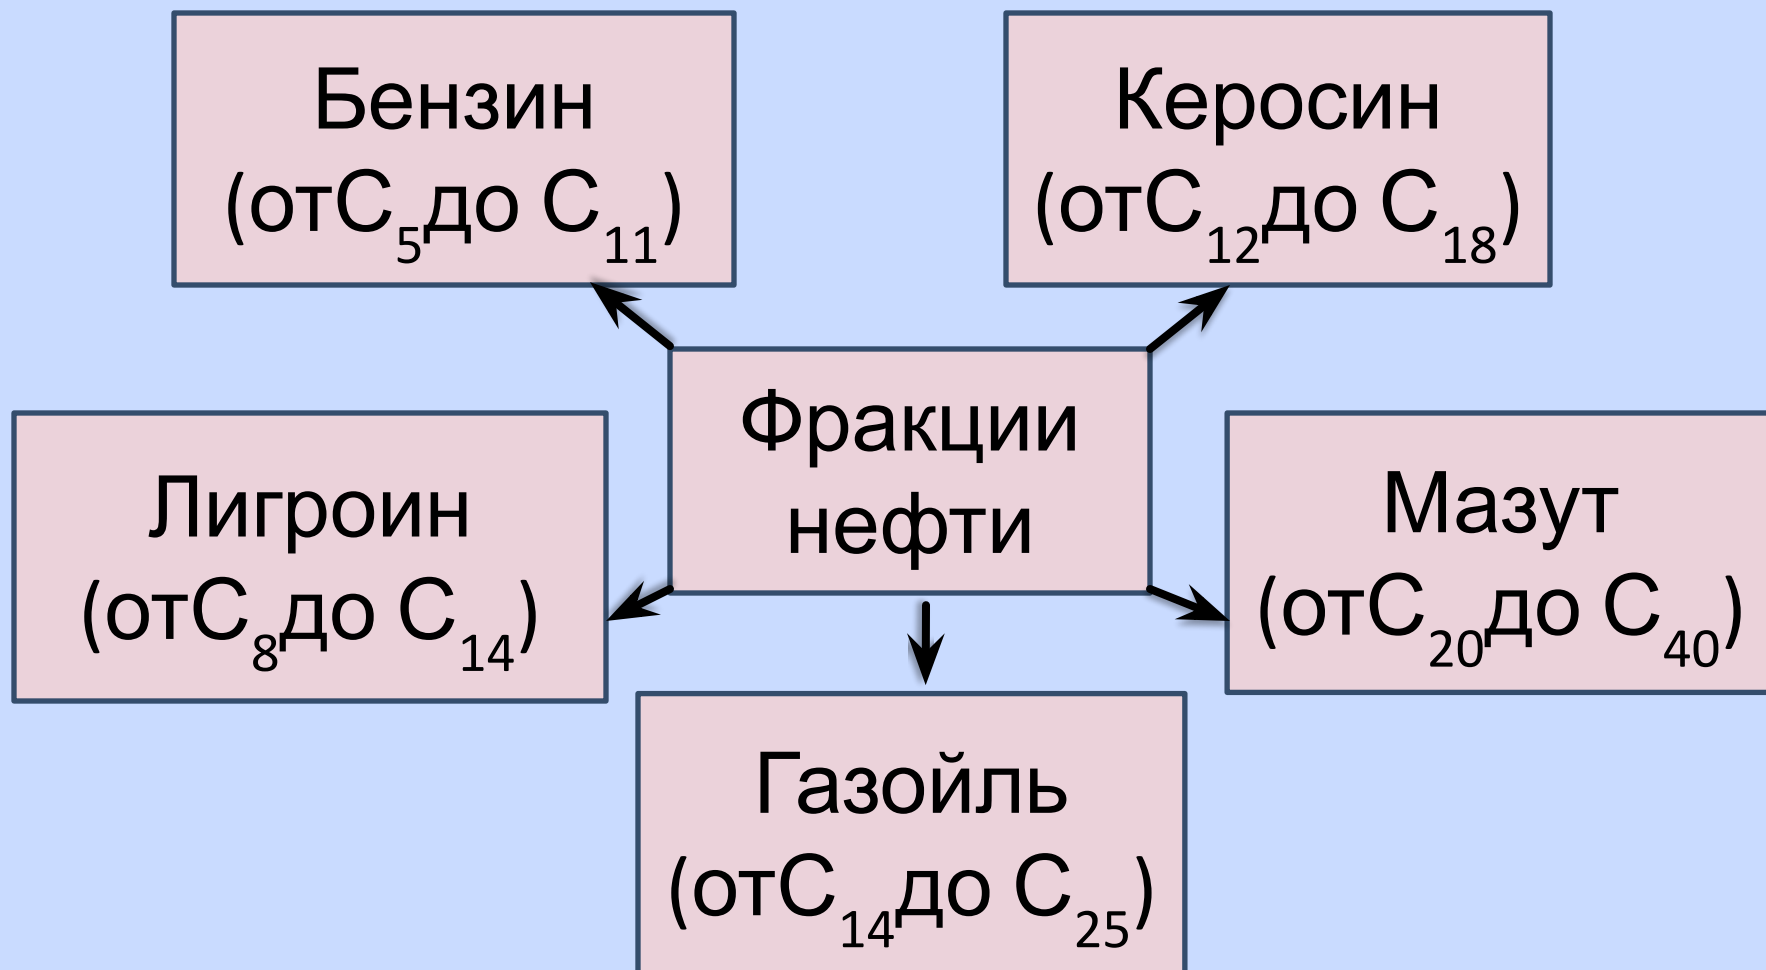 Бензин
(отС₅до С₁₁)
Керосин
(отС₁₂до С₁₈)
Фракции
нефти
Лигроин
(отС₈до С₁₄)
Мазут
(отС₂₀до С₄₀)
Газойль
(отС₁₄до С₂₅)